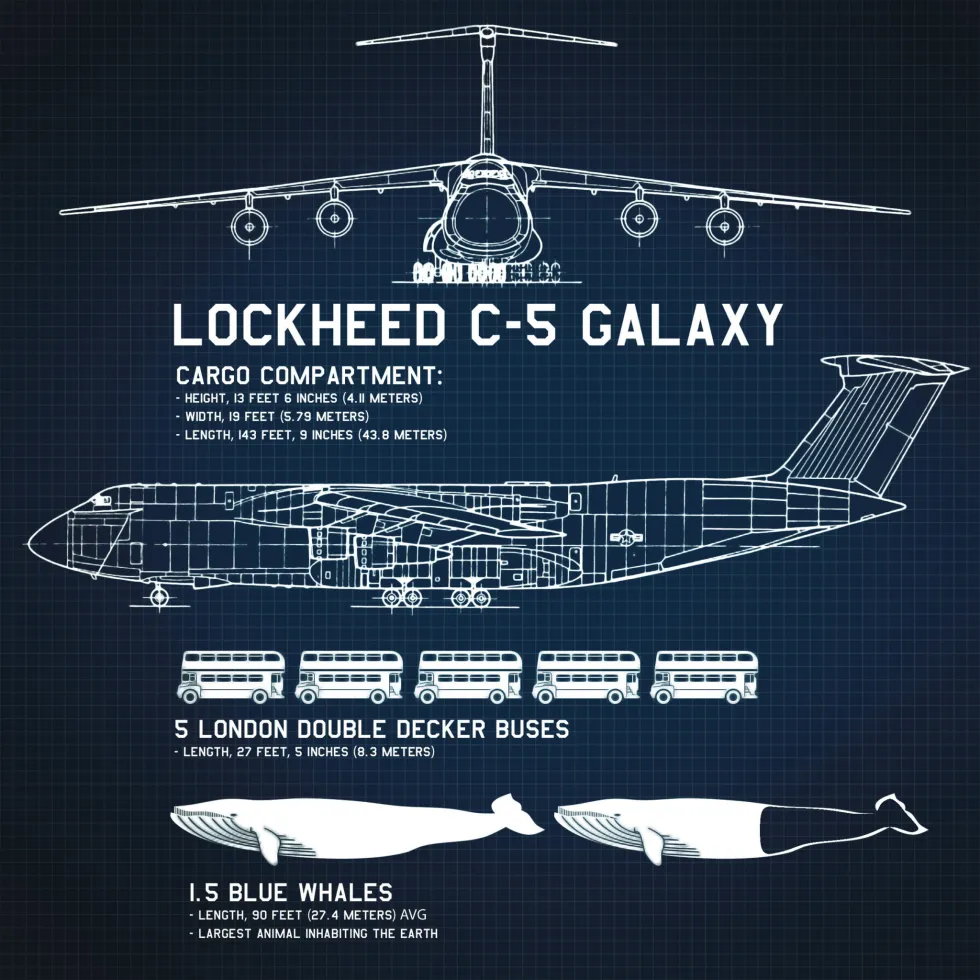 LOCKHEED C-5 GALAXY
CARGO COMPARTMENT:
- HEIGHT, 13 FEET 6 INCHES (4.11 METERS)
- WIDTH, 19 FEET (5.79 METERS)
- LENGTH, 143 FEET, 9 INCHES (43.8 METERS)
5 LONDON DOUBLE DECKER BUSES
- LENGTH, 27 FEET, 5 INCHES (8.3 METERS)
1.5 BLUE WHALES
- LENGTH, 90 FEET (27.4 METERS) AVG
- LARGEST ANIMAL INHABITING THE EARTH